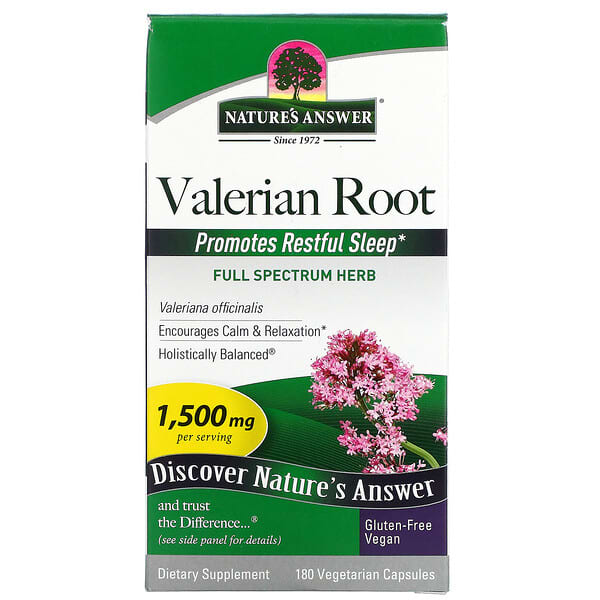 NATURE'S ANSWER®
Since 1972
Valerian Root
Promotes Restful Sleep*
FULL SPECTRUM HERB
Valeriana officinalis
Encourages Calm & Relaxation*
Holistically Balanced®
1,500 mg
per serving
Discover Nature's Answer
and trust
the Difference...®
(see side panel for details)
Gluten-Free
Vegan
Dietary Supplement
180 Vegetarian Capsules